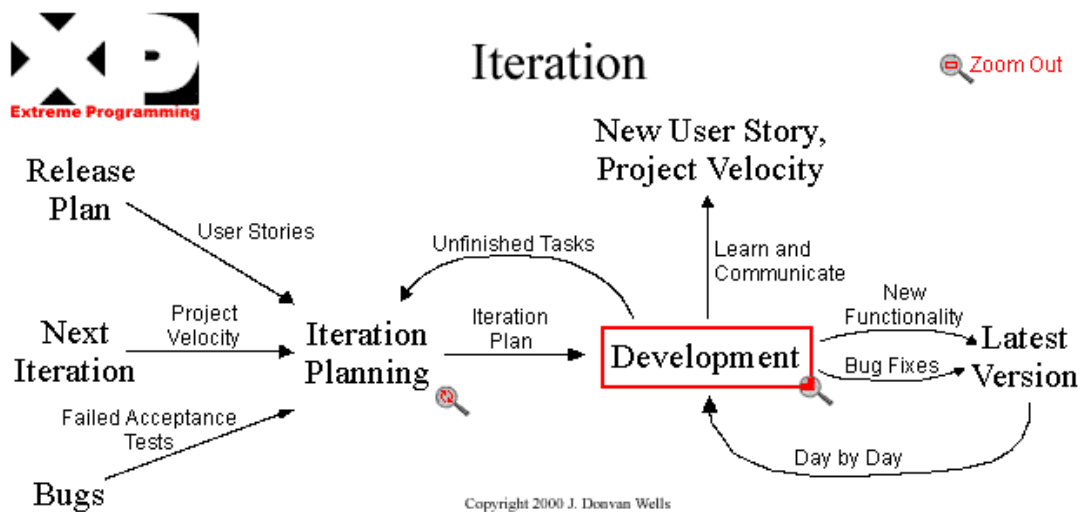 XP
Extreme Programming
Iteration
Zoom Out
New User Story,
Project Velocity
Release
Plan
User Stories
Unfinished Tasks
Learn and
Communicate
Next
Iteration
Project
Velocity
Iteration
Planning
Iteration
Plan
Development
New
Functionality
Bug Fixes
Latest
Version
Failed Acceptance
Tests
Bugs
Day by Day
Copyright 2000 J. Donvan Wells